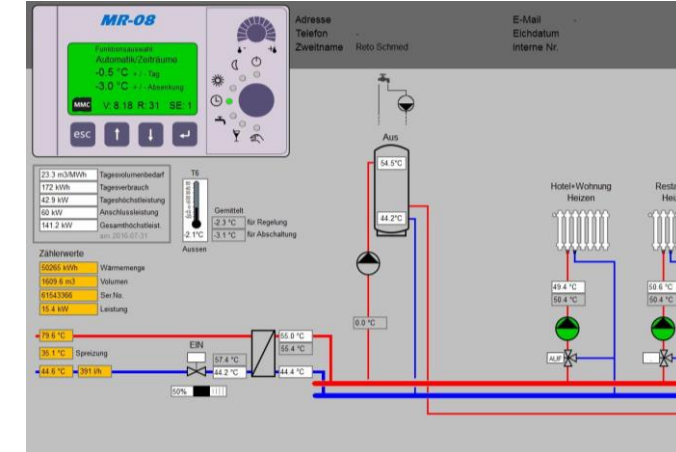 MR-08
Funktionsauswahl
Automatik/Zeiträume
-0.5 °C +/- Tag
-3.0 °C +/- Absenkung
MMC V: 8.18 R: 31 SE: 1
esc
Adresse
Telefon -
Zweitname Reto Schmed
E-Mail -
Eichdatum
interne Nr.
23.3 m3/MWh Tagesvolumenbedarf
172 kWh Tagesverbrauch
42.9 kW Tageshöchstleistung
60 kW Anschlussleistung
141.2 kW Gesamthöchstleist.
am 2016-07-31
T6
-2.1°C
Aussen
Gemittelt
-2.3 °C für Regelung
-3.1 °C für Abschaltung
Zählerwerte
50265 kWh Wärmemenge
1609.6 m3 Volumen
61543366 Ser.No.
15.4 kW Leistung
79.6 °C
35.1 °C Spreizung
44.6 °C 391 l/h
EIN
57.4 °C
44.2 °C
50%
55.0 °C
55.4 °C
44.4 °C
Aus
54.5°C
44.2°C
0.0 °C
Hotel+Wohnung
Heizen
49.4 °C
50.4 °C
AUF
Resta
Hei
50.6 °C
50.4 °C